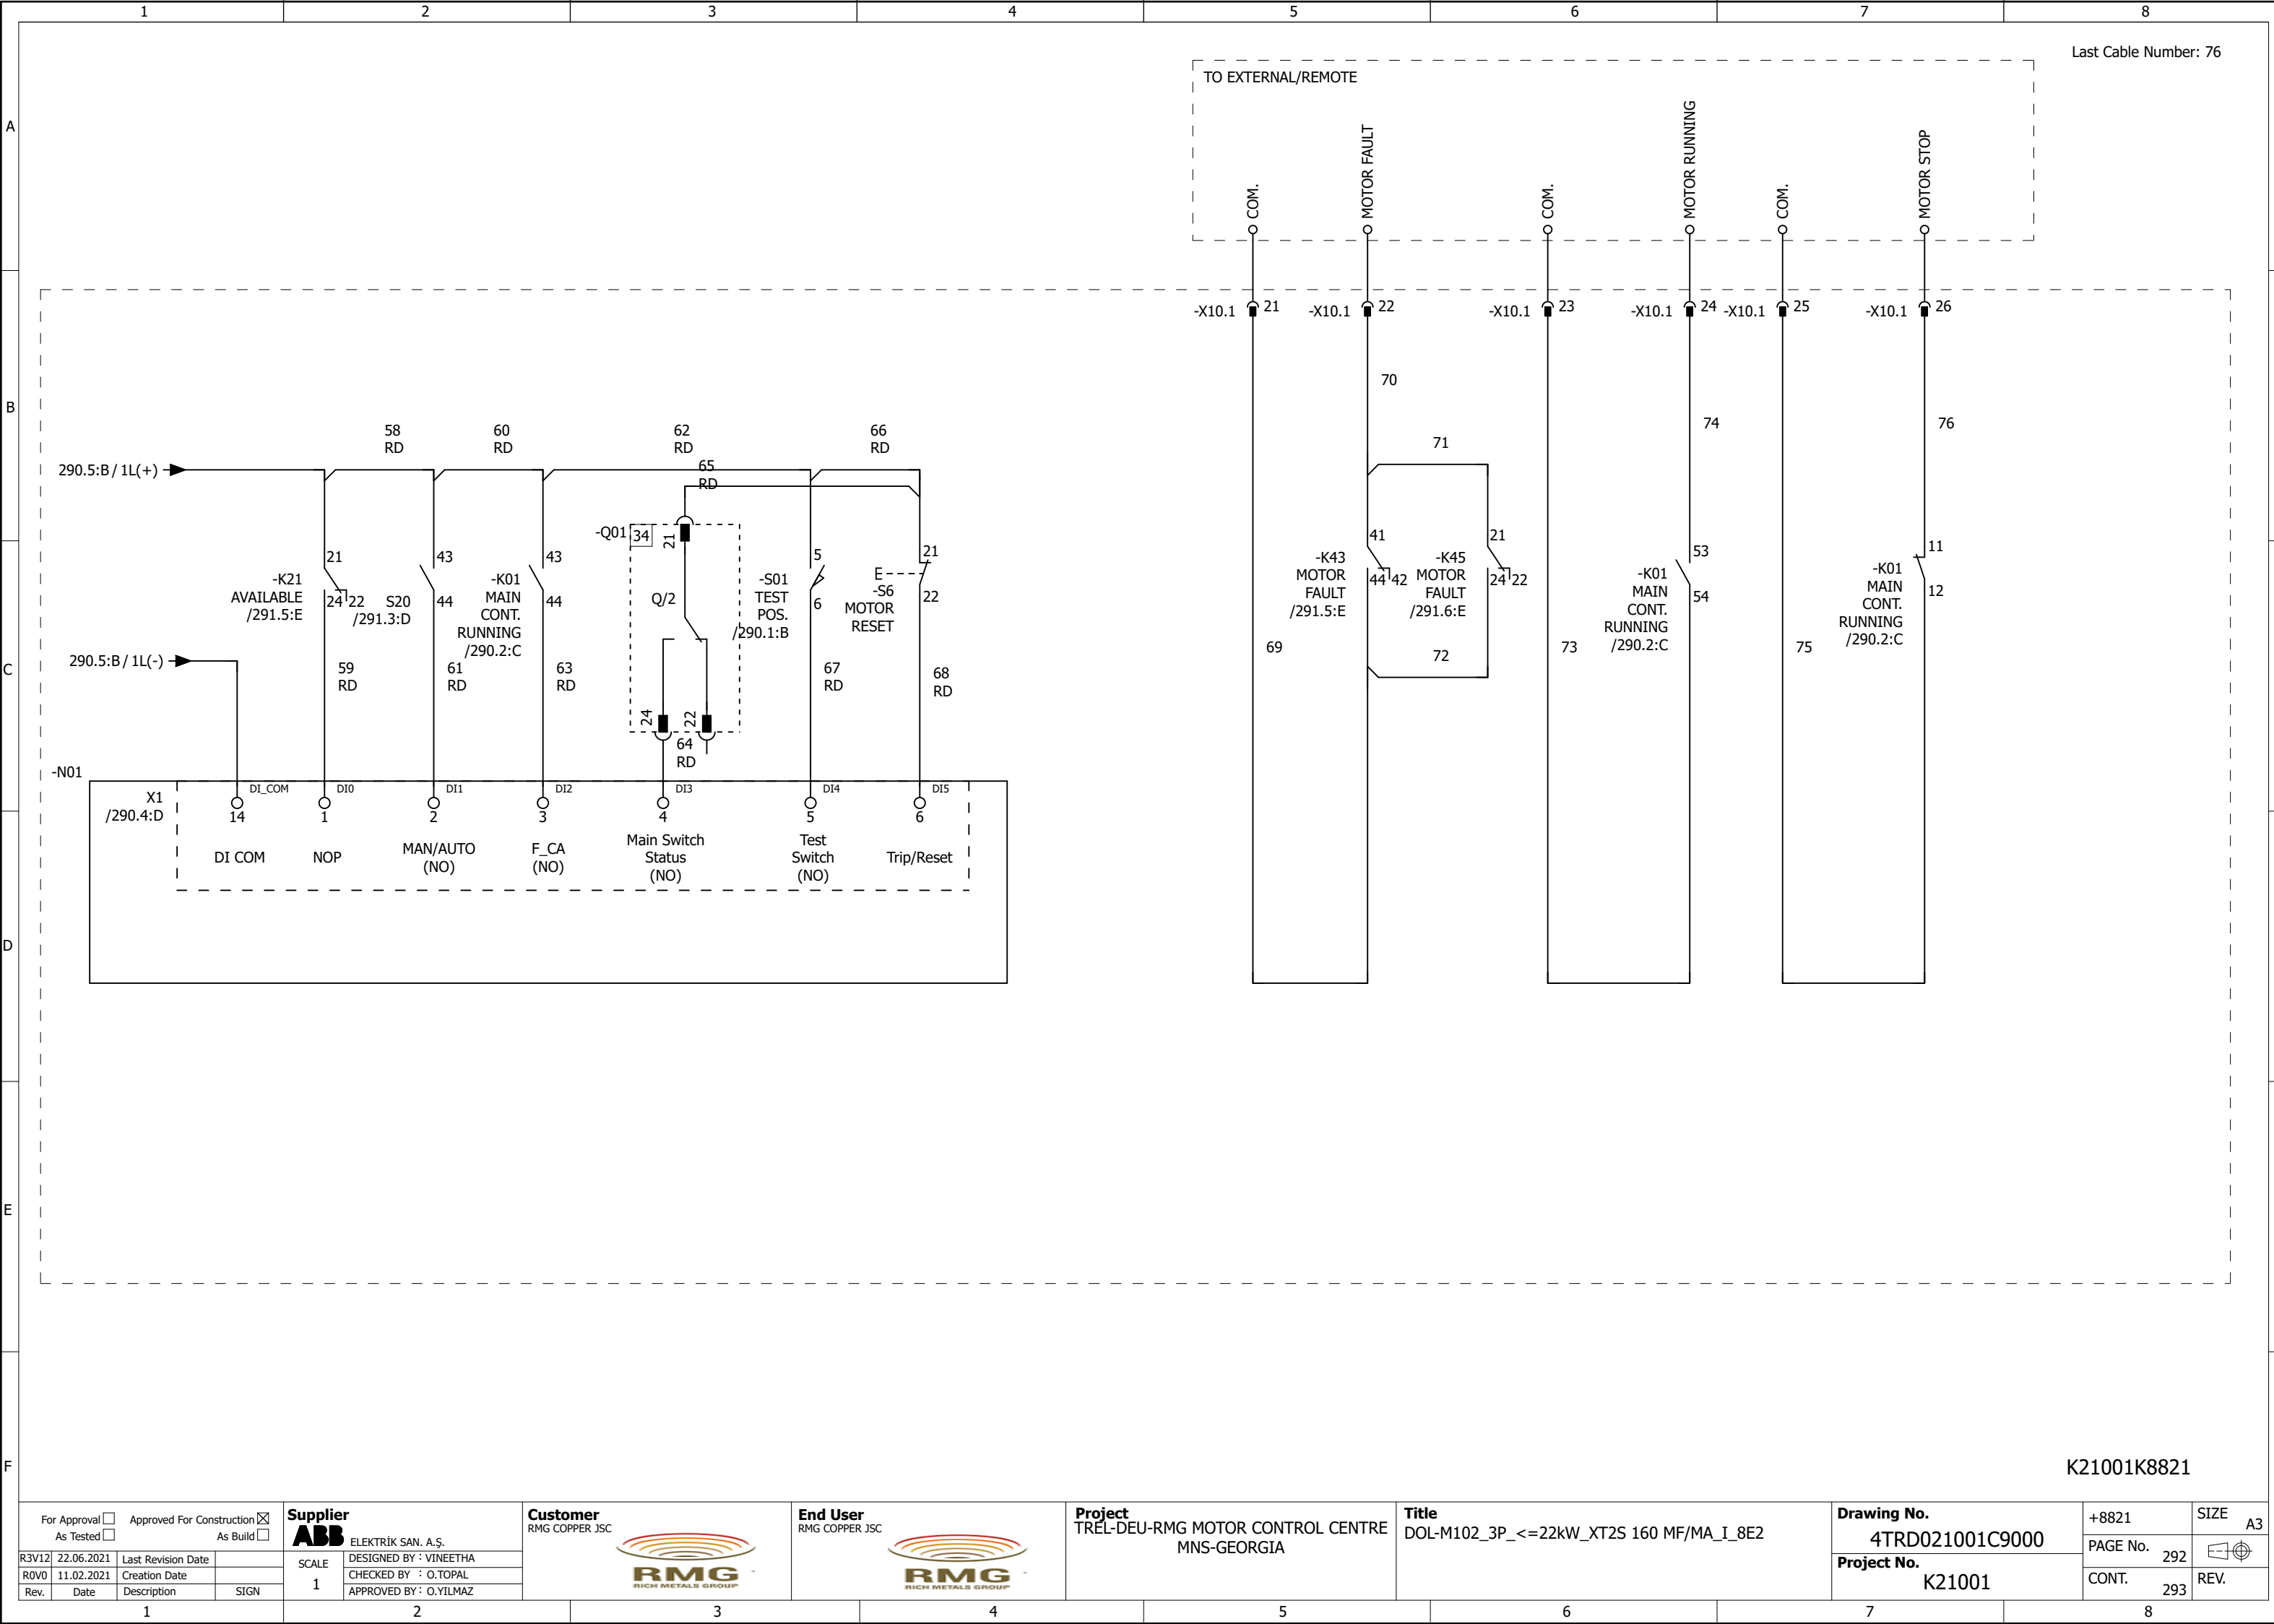 1 2 3 4 5 6 7 8
Last Cable Number: 76
TO EXTERNAL/REMOTE
A
COM.
MOTOR FAULT
COM.
MOTOR RUNNING
COM.
MOTOR STOP
-X10.1 21
-X10.1 22
-X10.1 23
-X10.1 24
-X10.1 25
-X10.1 26
B
70
74
76
71
58
RD
60
RD
62
RD
66
RD
65
RD
290.5:B / 1L(+)
-Q01 34
21
21
-K21
AVAILABLE
/291.5:E
24 22
43
S20
/291.3:D
44
43
-K01
MAIN
CONT.
RUNNING
/290.2:C
44
Q/2
5
-S01
TEST
POS.
/290.1:B
6
21
E
-S6
MOTOR
RESET
22
41
-K43
MOTOR
FAULT
/291.5:E
44 42
21
-K45
MOTOR
FAULT
/291.6:E
24 22
53
-K01
MAIN
CONT.
RUNNING
/290.2:C
54
11
-K01
MAIN
CONT.
RUNNING
/290.2:C
12
C
290.5:B / 1L(-)
59
RD
61
RD
63
RD
67
RD
68
RD
69
72
73
75
24
22
64
RD
-N01
X1
/290.4:D
DI_COM
DI0
DI1
DI2
DI3
DI4
DI5
14
1
2
3
4
5
6
DI COM
NOP
MAN/AUTO
(NO)
F_CA
(NO)
Main Switch
Status
(NO)
Test
Switch
(NO)
Trip/Reset
D
E
F
K21001K8821
For Approval
Approved For Construction
As Tested
As Build
R3V12 22.06.2021 Last Revision Date
R0V0 11.02.2021 Creation Date
Rev. Date Description SIGN
Supplier
ABB ELEKTRİK SAN. A.Ş.
SCALE
1
DESIGNED BY : VINEETHA
CHECKED BY : O.TOPAL
APPROVED BY : O.YILMAZ
Customer
RMG COPPER JSC
RMG
RICH METALS GROUP
End User
RMG COPPER JSC
RMG
RICH METALS GROUP
Project
TREL-DEU-RMG MOTOR CONTROL CENTRE
MNS-GEORGIA
Title
DOL-M102_3P_<=22kW_XT2S 160 MF/MA_I_8E2
Drawing No.
4TRD021001C9000
Project No.
K21001
+8821
PAGE No. 292
CONT. 293
SIZE A3
REV.
1 2 3 4 5 6 7 8